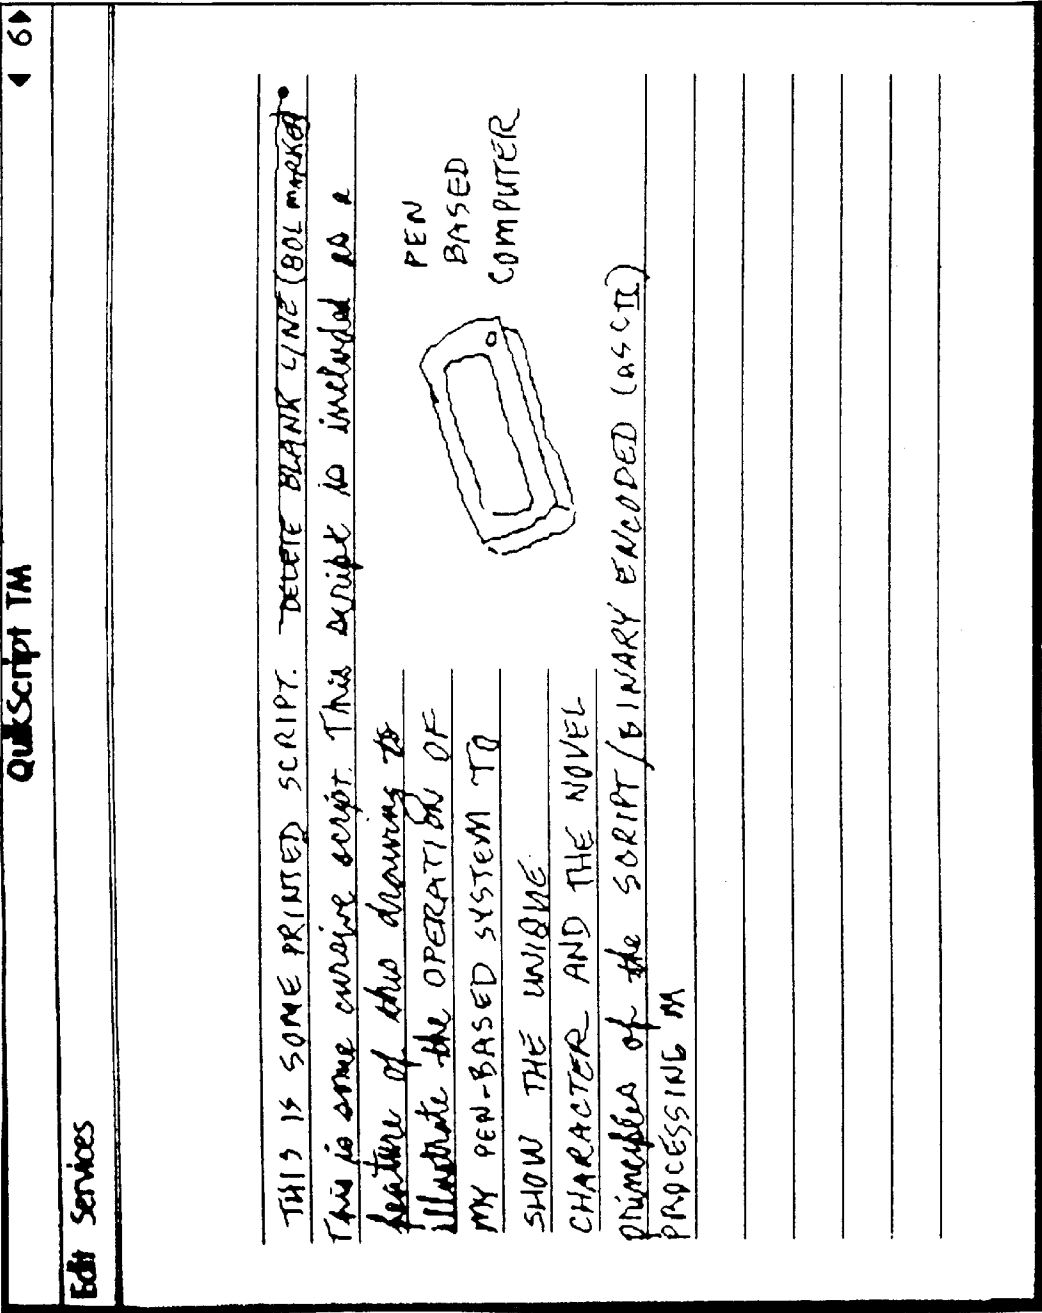 QuikScript TM
◀ 6 ▶
Edit Services
THIS IS SOME PRINTED SCRIPT. DELETE BLANK LINE (BOL MARKER)
This is some cursive script. This script is included as a
feature of this drawing to
illustrate the OPERATION OF
MY PEN-BASED SYSTEM TO
SHOW THE UNIQUE
CHARACTER AND THE NOVEL
PEN
BASED
COMPUTER
principles of the SCRIPT/BINARY ENCODED (ASCII)
PROCESSING